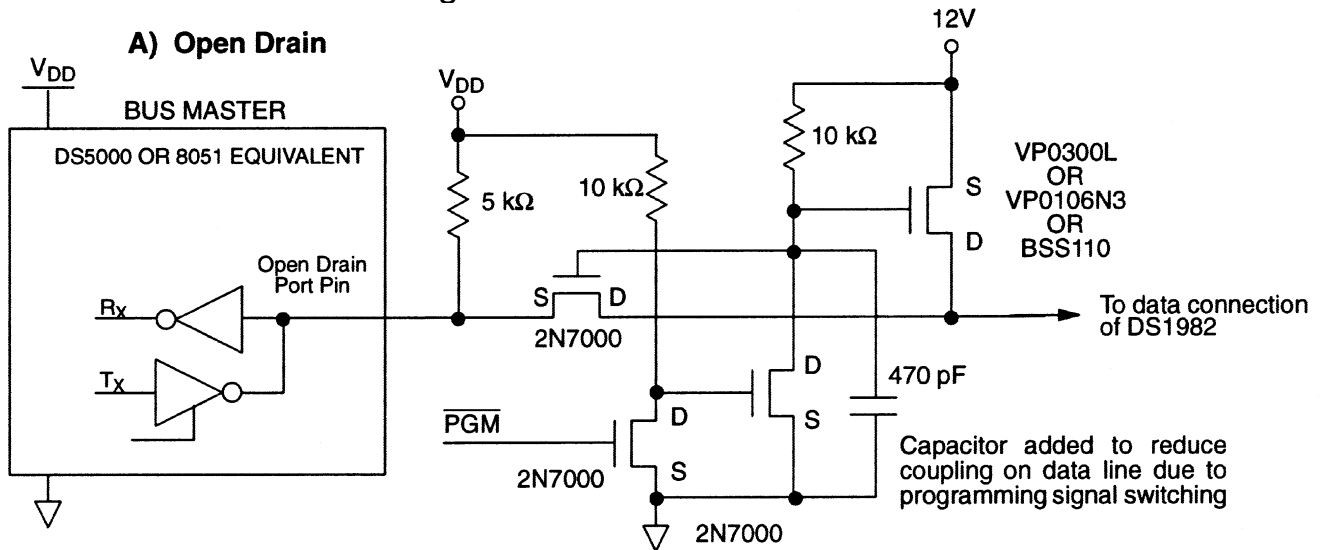 A) Open Drain
12V
VDD
VDD
BUS MASTER
DS5000 OR 8051 EQUIVALENT
5 kΩ
10 kΩ
10 kΩ
VP0300L
OR
VP0106N3
OR
BSS110
S
D
Open Drain
Port Pin
RX
TX
S
D
2N7000
To data connection
of DS1982
PGM
D
S
2N7000
D
S
470 pF
Capacitor added to reduce
coupling on data line due to
programming signal switching
2N7000